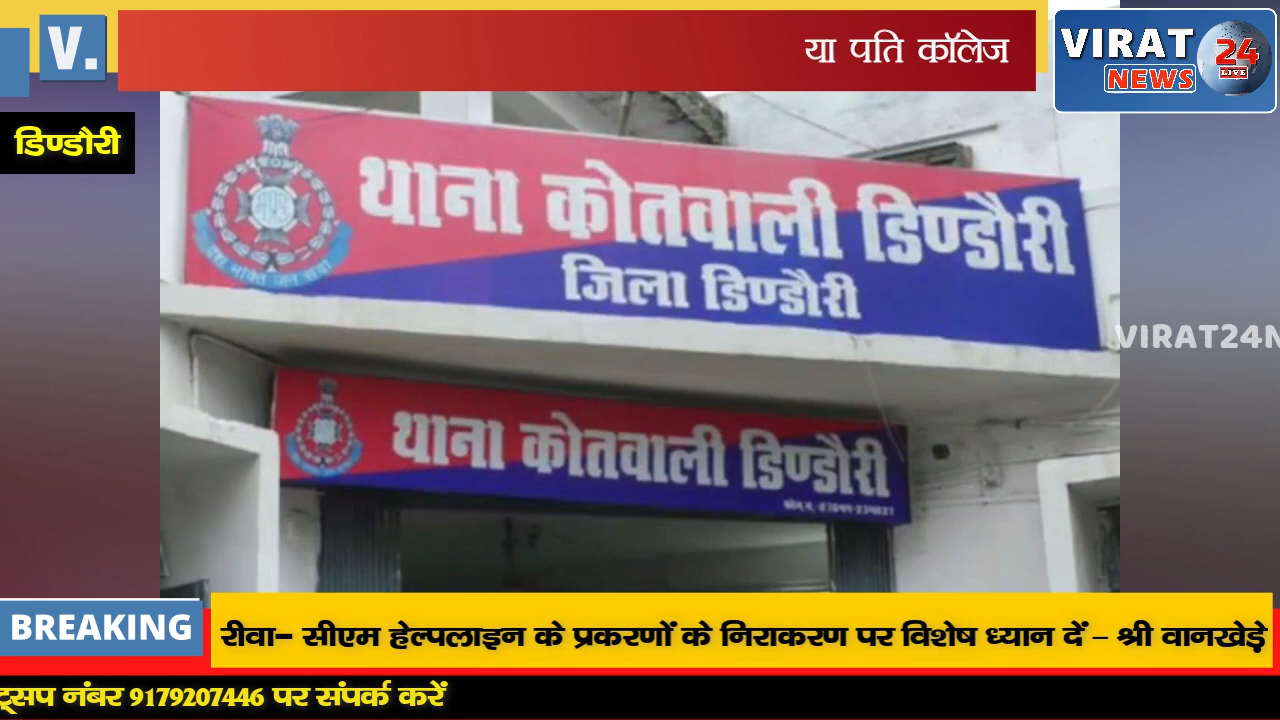 V.
या पति कॉलेज
VIRAT
24
NEWS
LIVE
डिण्डौरी
थाना कोतवाली डिण्डौरी
जिला डिण्डौरी
VIRAT24N
थाना कोतवाली डिण्डौरी
BREAKING
रीवा- सीएम हेल्पलाइन के प्रकरणों के निराकरण पर विशेष ध्यान दें - श्री वानखेड़े
ट्सप नंबर 9179207446 पर संपर्क करें